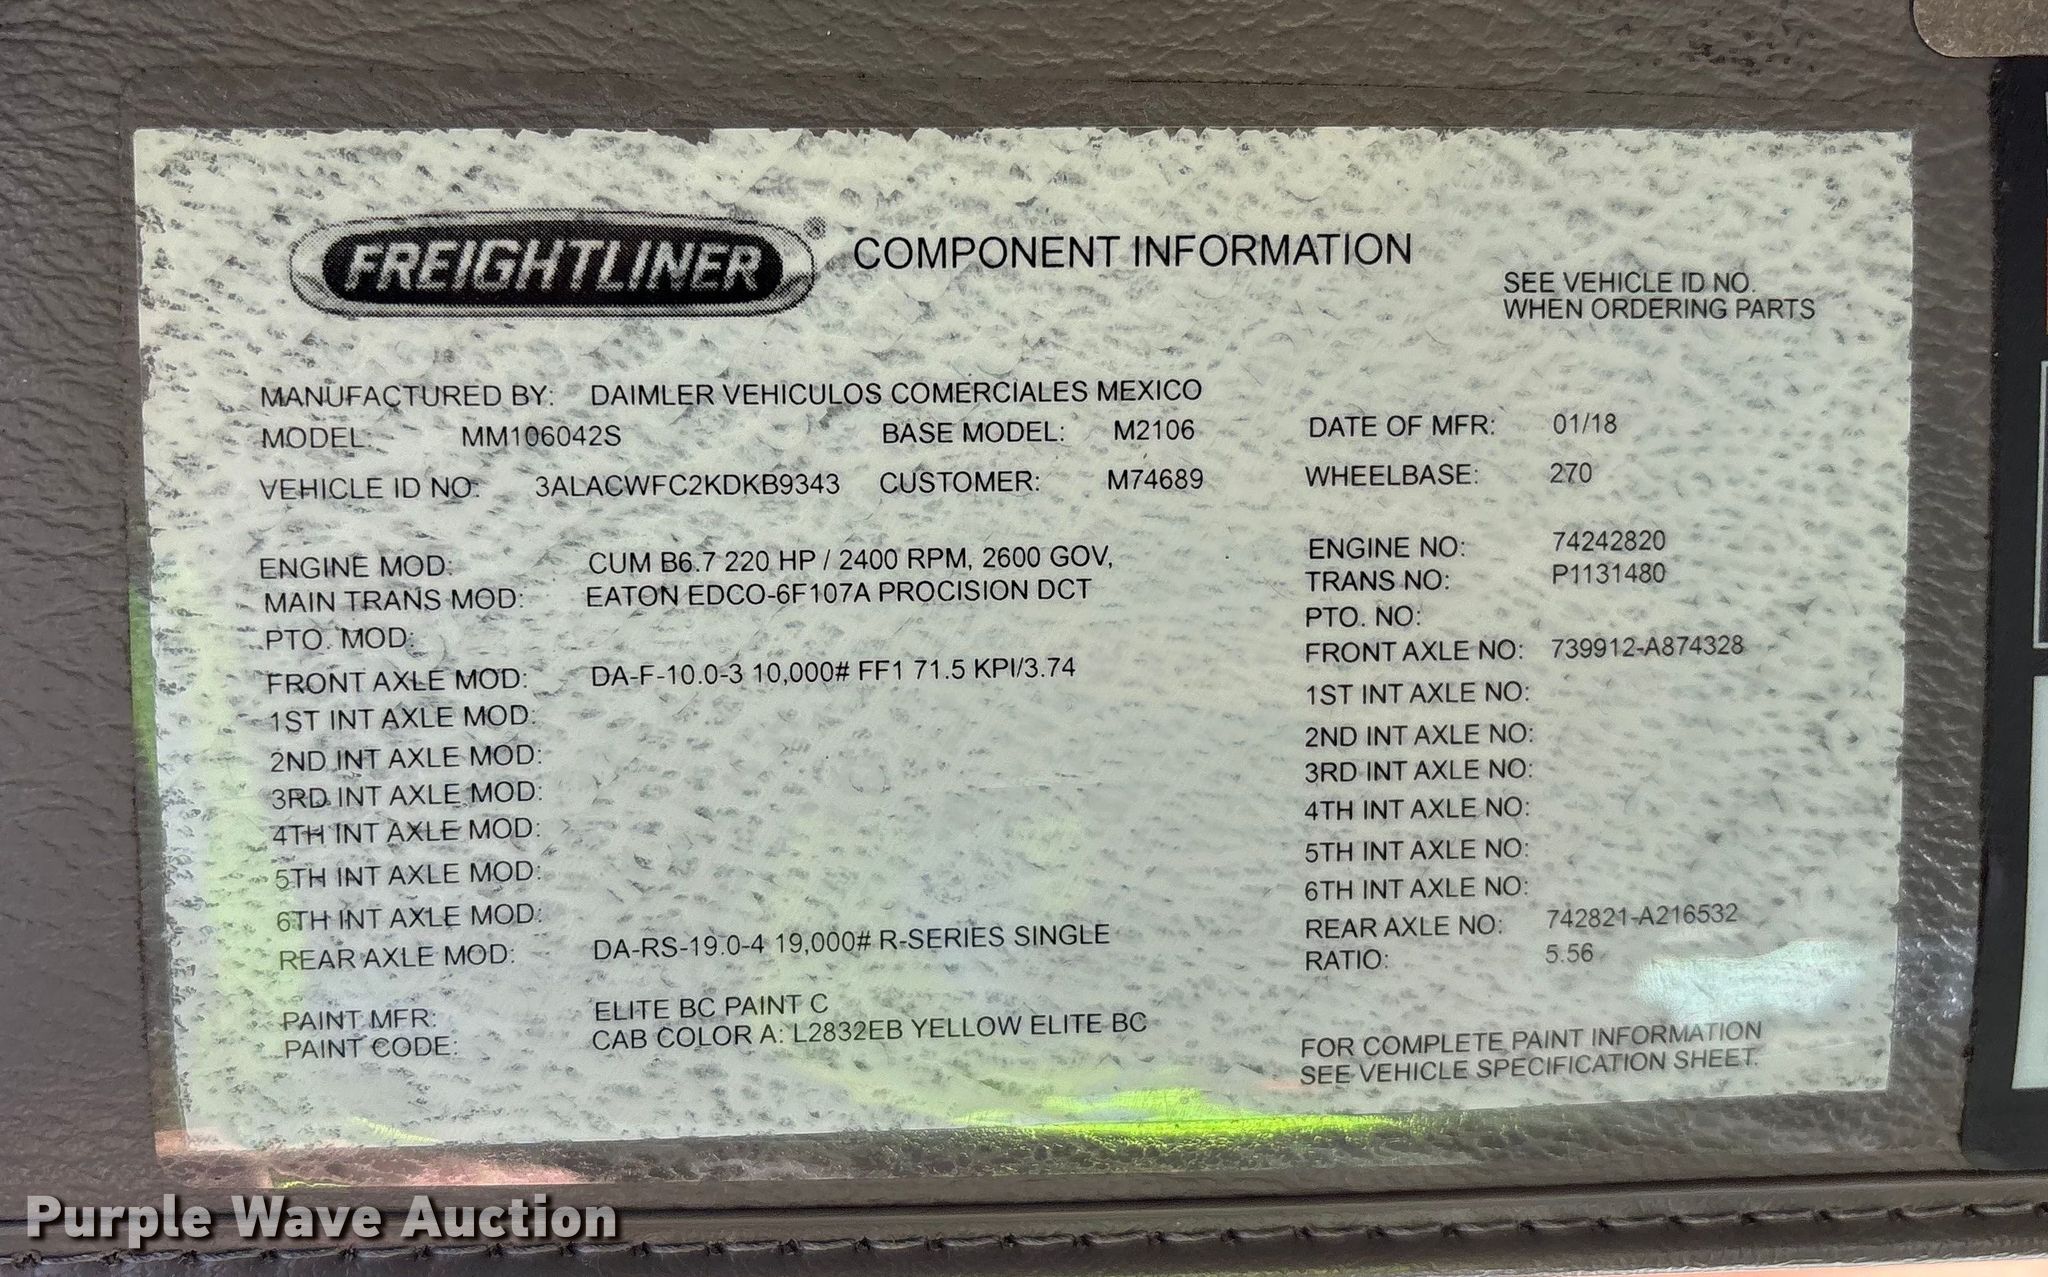 FREIGHTLINER® COMPONENT INFORMATION
SEE VEHICLE ID NO.
WHEN ORDERING PARTS
MANUFACTURED BY: DAIMLER VEHICULOS COMERCIALES MEXICO
MODEL: MM106042S BASE MODEL: M2106 DATE OF MFR: 01/18
VEHICLE ID NO: 3ALACWFC2KDKB9343 CUSTOMER: M74689 WHEELBASE: 270
ENGINE MOD: CUM B6.7 220 HP / 2400 RPM, 2600 GOV, ENGINE NO: 74242820
MAIN TRANS MOD: EATON EDCO-6F107A PROCISION DCT TRANS NO: P1131480
PTO. MOD: PTO. NO:
FRONT AXLE MOD: DA-F-10.0-3 10,000# FF1 71.5 KPI/3.74 FRONT AXLE NO: 739912-A874328
1ST INT AXLE MOD: 1ST INT AXLE NO:
2ND INT AXLE MOD: 2ND INT AXLE NO:
3RD INT AXLE MOD: 3RD INT AXLE NO:
4TH INT AXLE MOD: 4TH INT AXLE NO:
5TH INT AXLE MOD: 5TH INT AXLE NO:
6TH INT AXLE MOD: 6TH INT AXLE NO:
REAR AXLE MOD: DA-RS-19.0-4 19,000# R-SERIES SINGLE REAR AXLE NO: 742821-A216532
RATIO: 5.56
PAINT MFR: ELITE BC PAINT C
PAINT CODE: CAB COLOR A: L2832EB YELLOW ELITE BC
FOR COMPLETE PAINT INFORMATION
SEE VEHICLE SPECIFICATION SHEET.
Purple Wave Auction